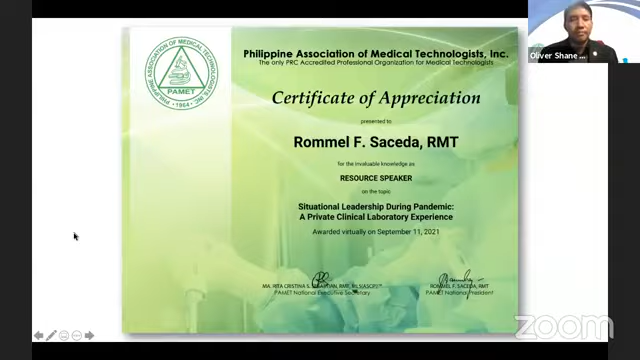 Philippine Association of Medical Technologists, Inc.
The only PRC Accredited Professional Organization for Medical Technologists
Certificate of Appreciation
presented to
Rommel F. Saceda, RMT
for the invaluable knowledge as
RESOURCE SPEAKER
on the topic
Situational Leadership During Pandemic:
A Private Clinical Laboratory Experience
Awarded virtually on September 11, 2021
MA. RITA CRISTINA
PAMET National Executive Secretary
ROMMEL F. SACEDA, RMT
PAMET National President
PHILIPPINE ASSOCIATION OF MEDICAL TECHNOLOGISTS, INC.
PAMET
1964
Oliver Shane ...
zoom